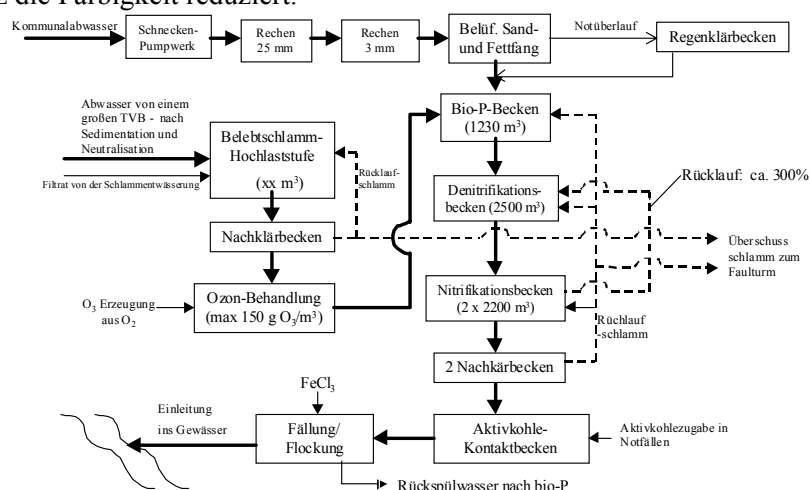 die Farbigkeit reduziert.
Kommunalabwasser
Schnecken-
Pumpwerk
Rechen
25 mm
Rechen
3 mm
Belüf. Sand-
und Fettfang
Notüberlauf
Regenklärbecken
Abwasser von einem
großen TVB - nach
Sedimentation und
Neutralisation
Filtrat von der Schlammentwässerung
Belebtschlamm-
Hochlaststufe
(xx m³)
Rücklauf-
schlamm
Bio-P-Becken
(1230 m³)
Denitrifikations-
becken (2500 m³)
Rücklauf: ca. 300%
Nachklärbecken
Überschuss
schlamm zum
Faulturm
O₃ Erzeugung
aus O₂
Ozon-Behandlung
(max 150 g O₃/m³)
Nitrifikationsbecken
(2 x 2200 m³)
Rüchlauf
-schlamm
2 Nachkärbecken
FeCl₃
Einleitung
ins Gewässer
Fällung/
Flockung
Aktivkohle-
Kontaktbecken
Aktivkohlezugabe in
Notfällen
Rückspülwasser nach bio-P